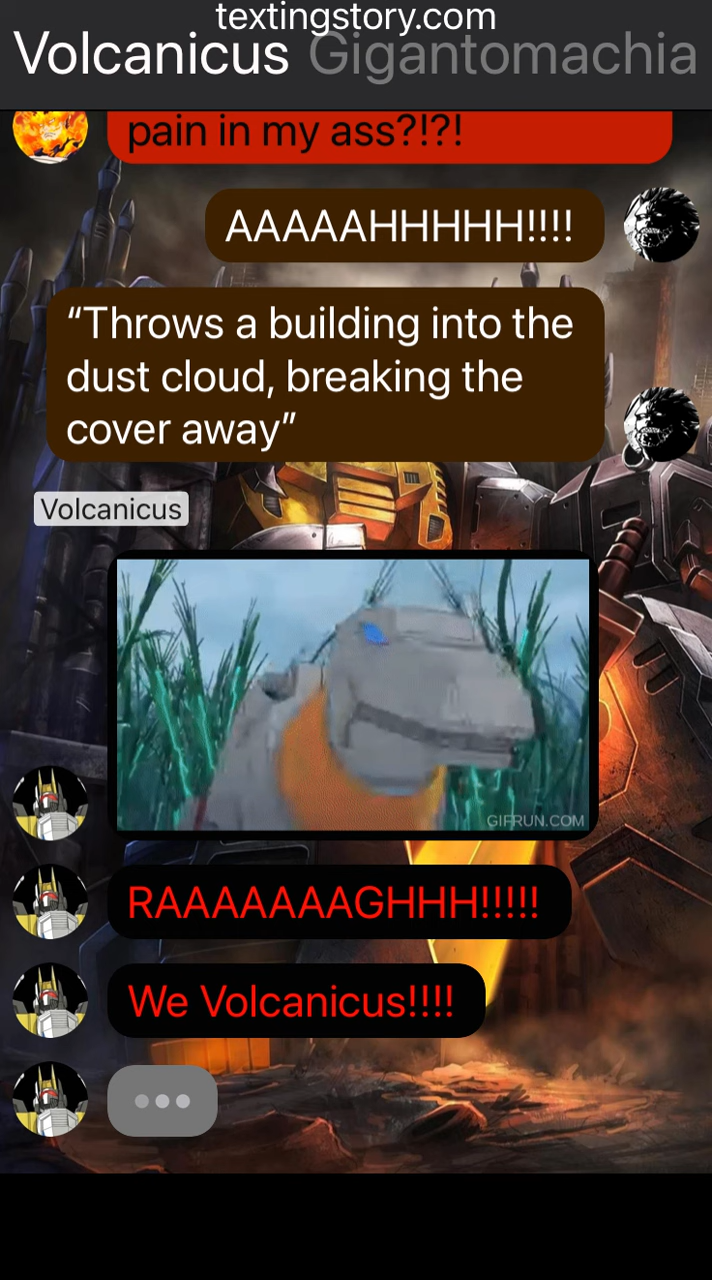 textingstory.com
Volcanicus Gigantomachia
pain in my ass?!?!
AAAAAHHHHH!!!!
“Throws a building into the
dust cloud, breaking the
cover away”
Volcanicus
GIFRUN.COM
RAAAAAAAGHHH!!!!!
We Volcanicus!!!!